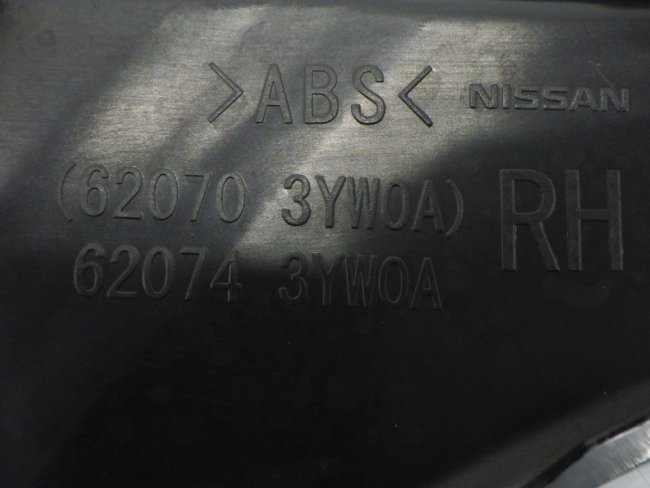 >ABS< NISSAN
(62070 3YW0A) RH
62074 3YW0A